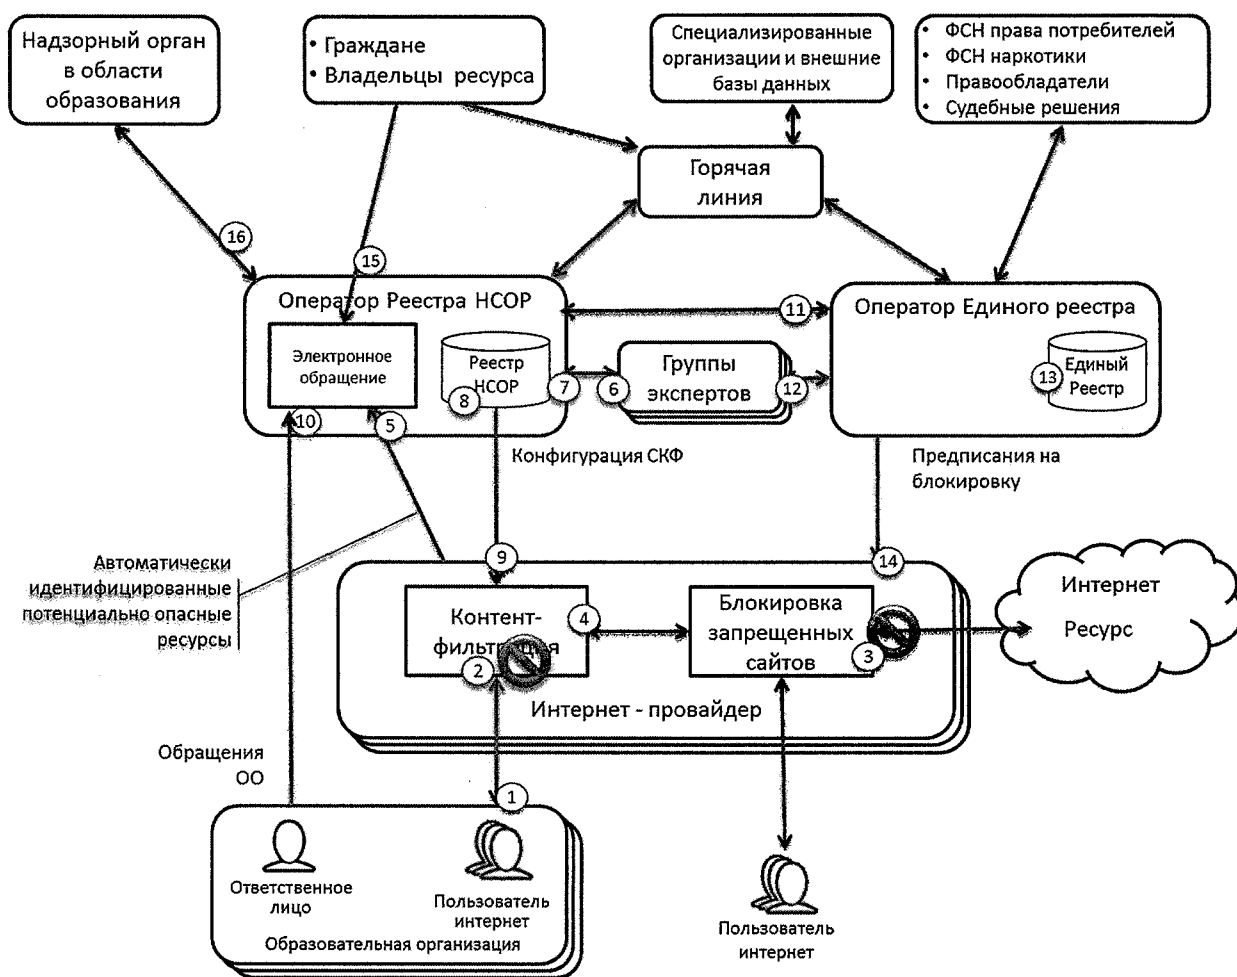 Надзорный орган
в области
образования
• Граждане
• Владельцы ресурса
Специализированные
организации и внешние
базы данных
• ФСН права потребителей
• ФСН наркотики
• Правообладатели
• Судебные решения
Горячая
линия
16
15
Оператор Реестра НСОР
11
Оператор Единого реестра
Электронное
обращение
Реестр
НСОР
8
7
6
Группы
экспертов
12
13
Единый
Реестр
10
5
Конфигурация СКФ
Предписания на
блокировку
Автоматически
идентифицированные
потенциально опасные
ресурсы
9
14
Контент-
фильтрация
2
4
Блокировка
запрещенных
сайтов
3
Интернет
Ресурс
Интернет - провайдер
Обращения
ОО
1
Ответственное
лицо
Пользователь
интернет
Образовательная организация
Пользователь
интернет